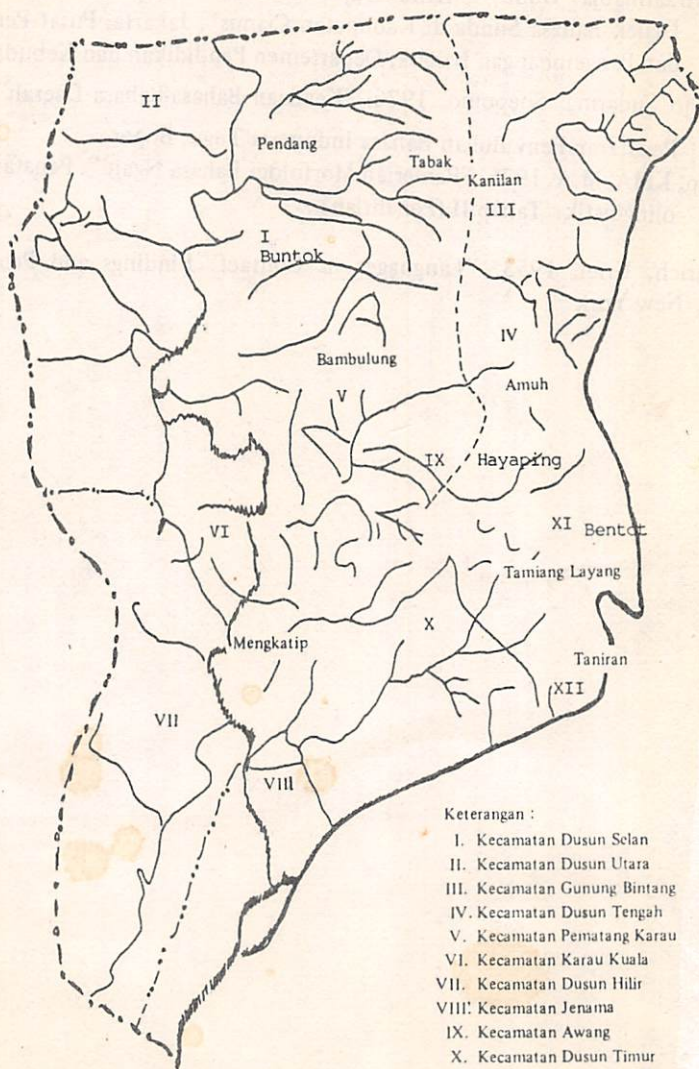 II
Pendang
Tabak
Kanilan
III
I
Buntok
IV
Bambulung
Amuh
V
IX
Hayaping
VI
XI
Bentot
Tamiang Layang
Mengkatip
X
Taniran
XII
VII
VIII
Keterangan :
I. Kecamatan Dusun Selan
II. Kecamatan Dusun Utara
III. Kecamatan Gunung Bintang
IV. Kecamatan Dusun Tengah
V. Kecamatan Pematang Karau
VI. Kecamatan Karau Kuala
VII. Kecamatan Dusun Hilir
VIII. Kecamatan Jenama
IX. Kecamatan Awang
X. Kecamatan Dusun Timur